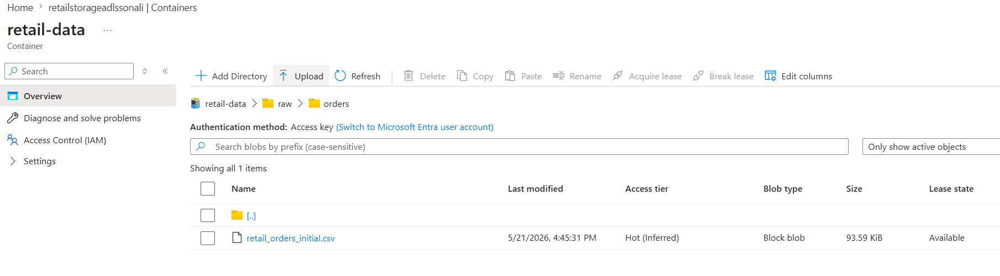 Home > retailstorageadlssonali | Containers
retail-data ...
Container
Search
Overview
Diagnose and solve problems
Access Control (IAM)
Settings
Add Directory Upload Refresh Delete Copy Paste Rename Acquire lease Break lease Edit columns
retail-data > raw > orders
Authentication method: Access key (Switch to Microsoft Entra user account)
Search blobs by prefix (case-sensitive) Only show active objects
Showing all 1 items
Name Last modified Access tier Blob type Size Lease state
[..]
retail_orders_initial.csv 5/21/2026, 4:45:31 PM Hot (Inferred) Block blob 93.59 KiB Available